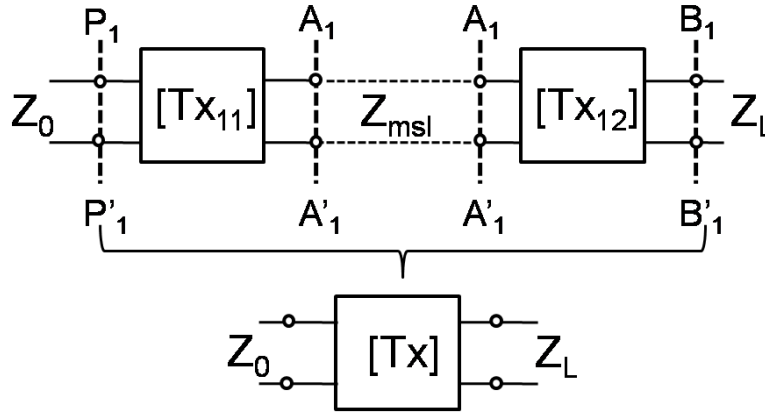 P1 A1 A1 B1
Z0 [Tx11] Zmsl [Tx12] ZL
P'1 A'1 A'1 B'1
Z0 [Tx] ZL